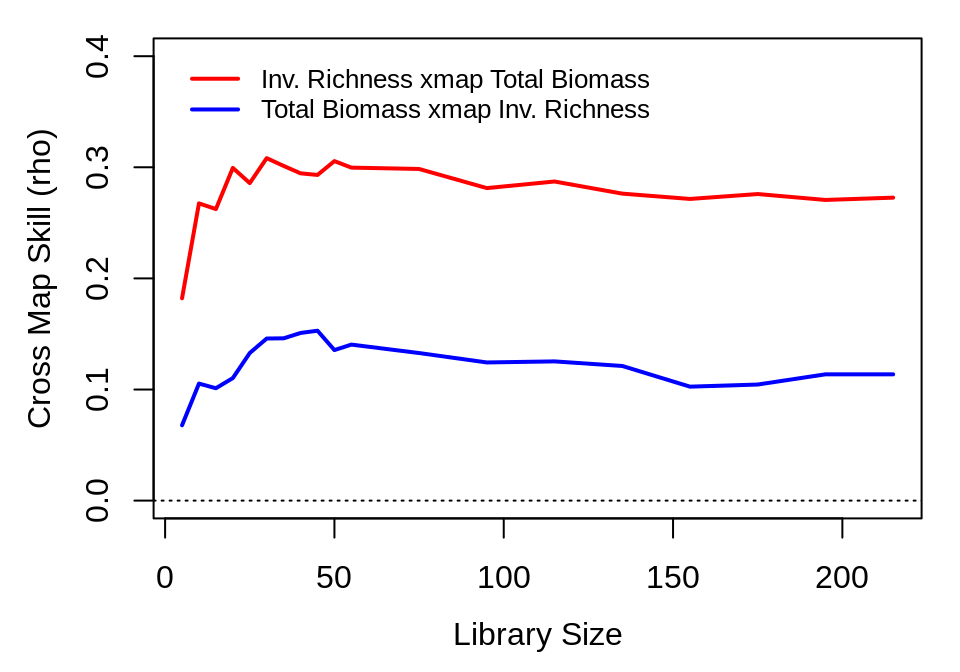 Inv. Richness xmap Total Biomass
Total Biomass xmap Inv. Richness
Cross Map Skill (rho)
0.4
0.3
0.2
0.1
0.0
0 50 100 150 200
Library Size